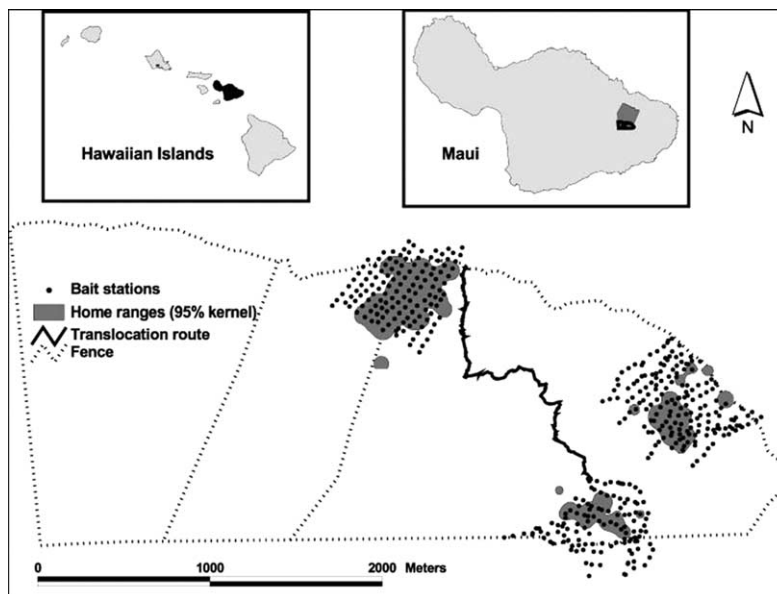 Hawaiian Islands
Maui
N
Bait stations
Home ranges (95% kernel)
Translocation route
Fence
0 1000 2000 Meters